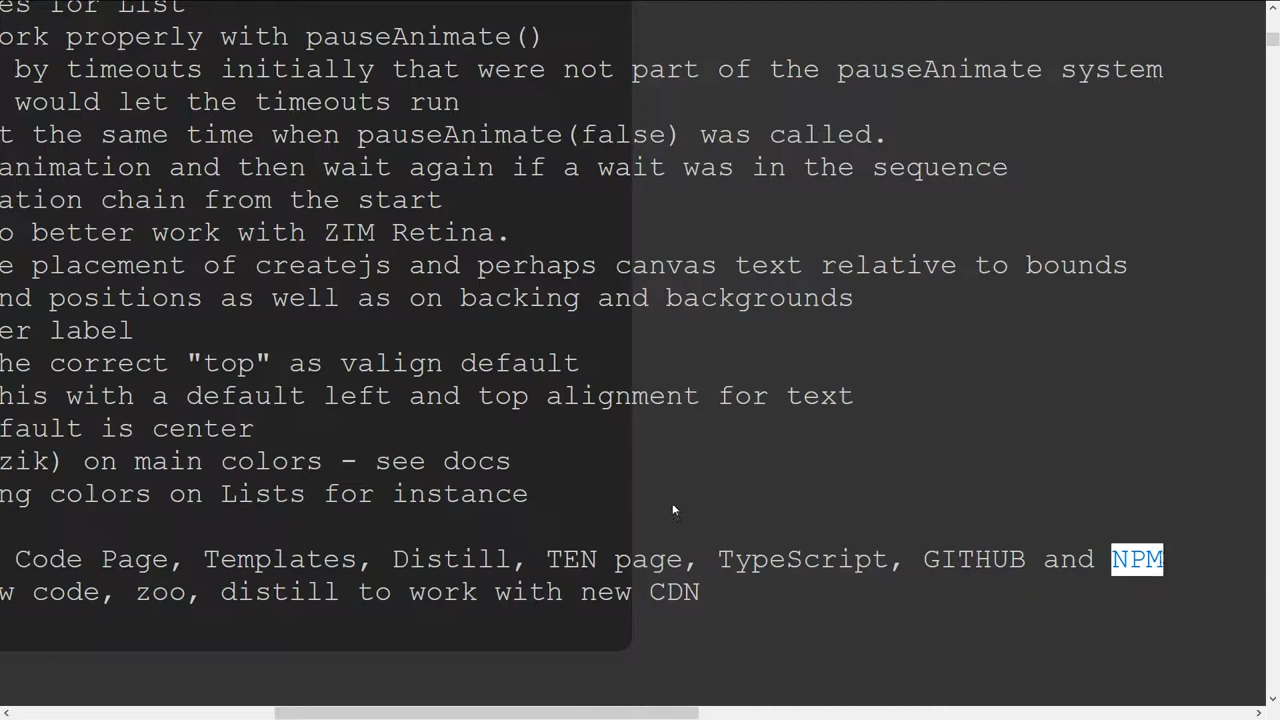 es for List
ork properly with pauseAnimate()
by timeouts initially that were not part of the pauseAnimate system
would let the timeouts run
t the same time when pauseAnimate(false) was called.
animation and then wait again if a wait was in the sequence
ation chain from the start
o better work with ZIM Retina.
e placement of createjs and perhaps canvas text relative to bounds
nd positions as well as on backing and backgrounds
er label
he correct "top" as valign default
his with a default left and top alignment for text
fault is center
zik) on main colors - see docs
ng colors on Lists for instance
Code Page, Templates, Distill, TEN page, TypeScript, GITHUB and NPM
w code, zoo, distill to work with new CDN